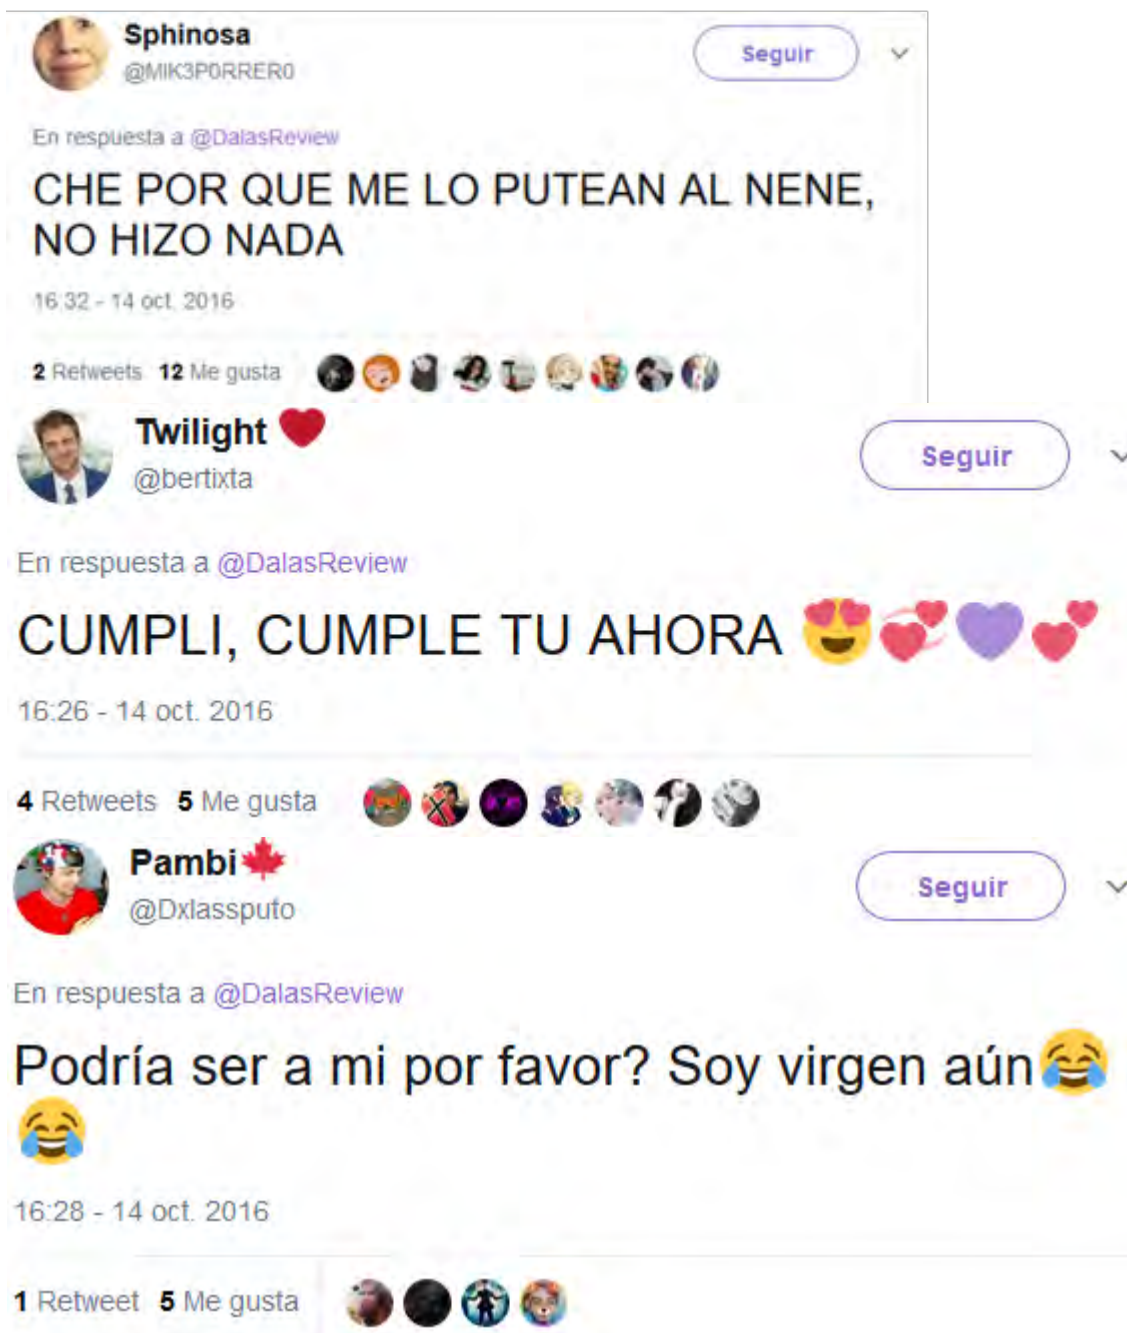 Sphinosa
@MIK3P0RRER0
Seguir
En respuesta a @DalasReview
CHE POR QUE ME LO PUTEAN AL NENE,
NO HIZO NADA
16:32 - 14 oct. 2016
2 Retweets 12 Me gusta
Twilight ❤
@bertixta
Seguir
En respuesta a @DalasReview
CUMPLI, CUMPLE TU AHORA 😍💞💜💕
16:26 - 14 oct. 2016
4 Retweets 5 Me gusta
Pambi🍁
@Dxlassputo
Seguir
En respuesta a @DalasReview
Podría ser a mi por favor? Soy virgen aún😂
😂
16:28 - 14 oct. 2016
1 Retweet 5 Me gusta